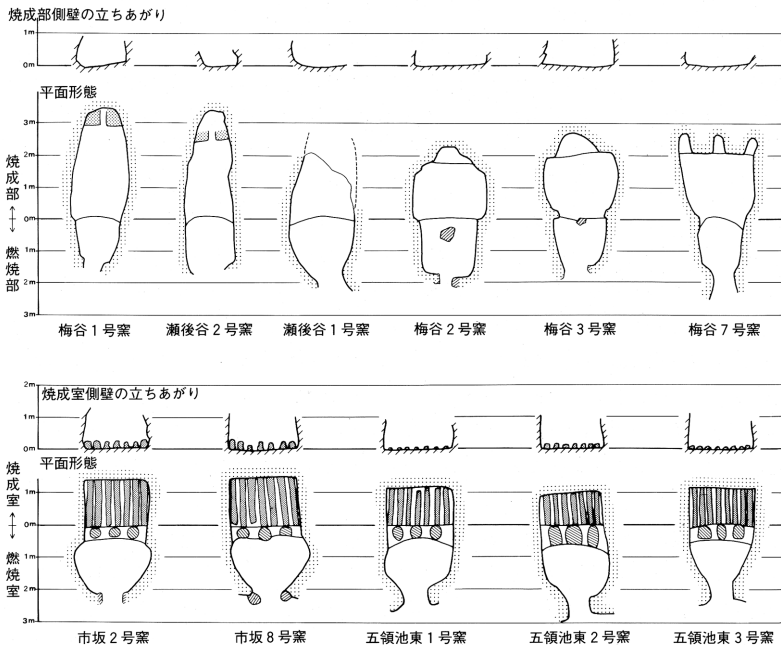 焼成部側壁の立ちあがり
1m
0m
平面形態
3m
2m
1m
0m
1m
2m
3m
焼成部↔燃焼部
梅谷1号窯 瀬後谷2号窯 瀬後谷1号窯 梅谷2号窯 梅谷3号窯 梅谷7号窯
2m
焼成室側壁の立ちあがり
1m
0m
平面形態
1m
0m
1m
2m
3m
焼成室↔燃焼室
市坂2号窯 市坂8号窯 五領池東1号窯 五領池東2号窯 五領池東3号窯